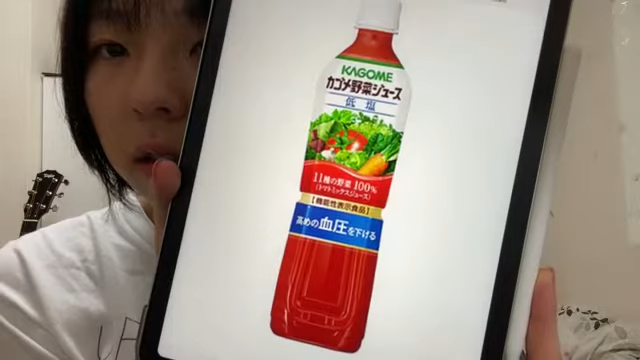 KAGOME
カゴメ野菜ジュース
低塩
11種の野菜100%
(トマトミックスジュース)
【機能性表示食品】
高めの血圧を下げる